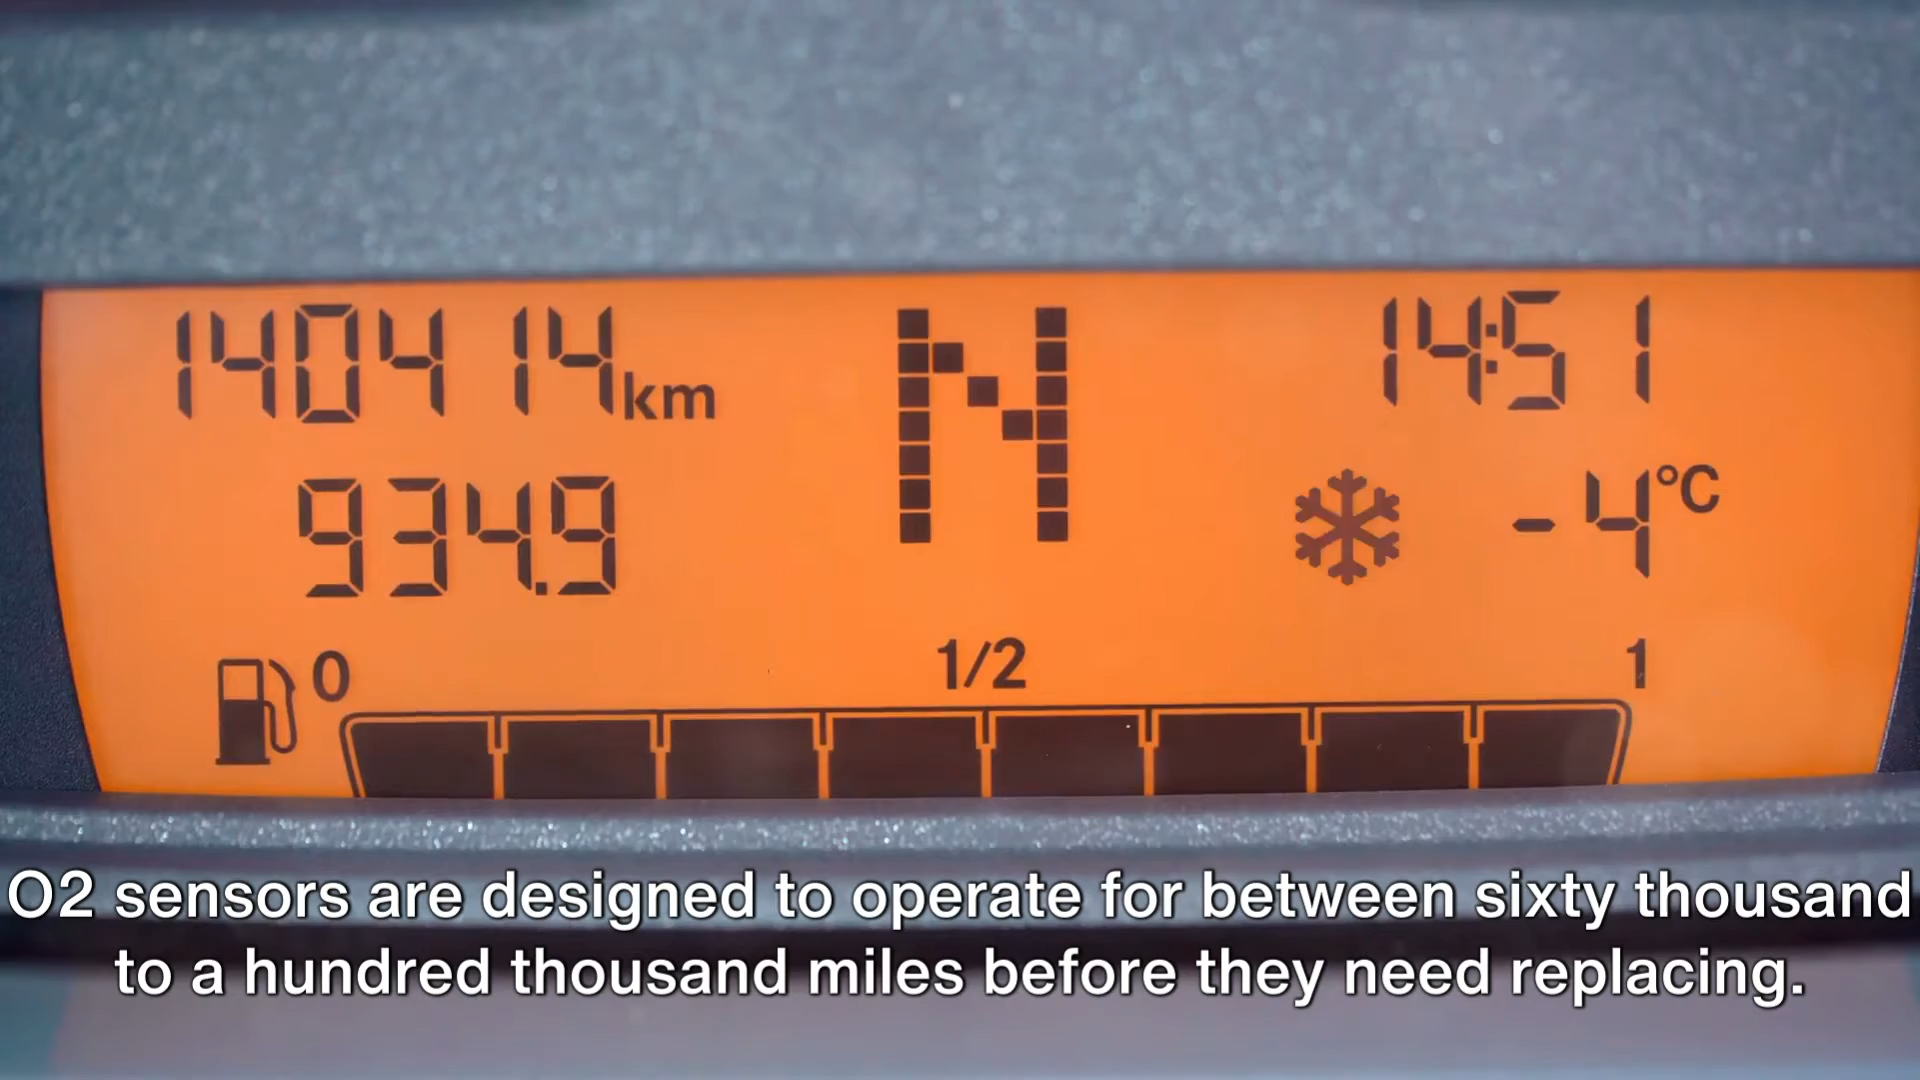 140414km
N
14:51
934.9
-4°C
0
1/2
1
O2 sensors are designed to operate for between sixty thousand
to a hundred thousand miles before they need replacing.